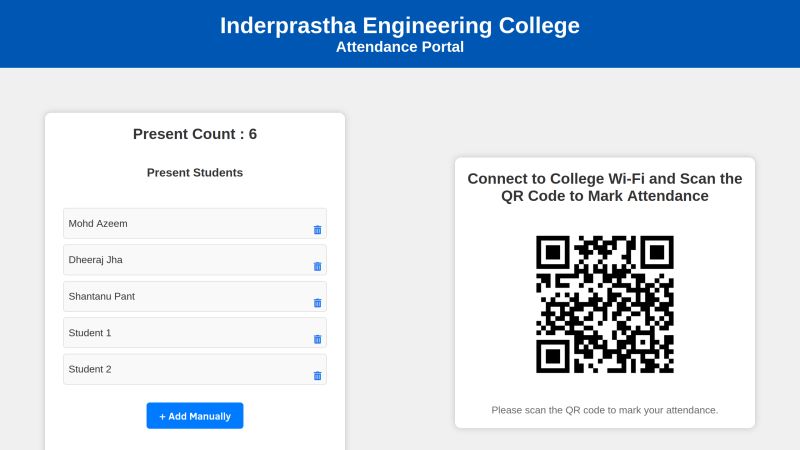 Inderprastha Engineering College
Attendance Portal
Present Count : 6
Present Students
Mohd Azeem
Dheeraj Jha
Shantanu Pant
Student 1
Student 2
+ Add Manually
Connect to College Wi-Fi and Scan the
QR Code to Mark Attendance
Please scan the QR code to mark your attendance.